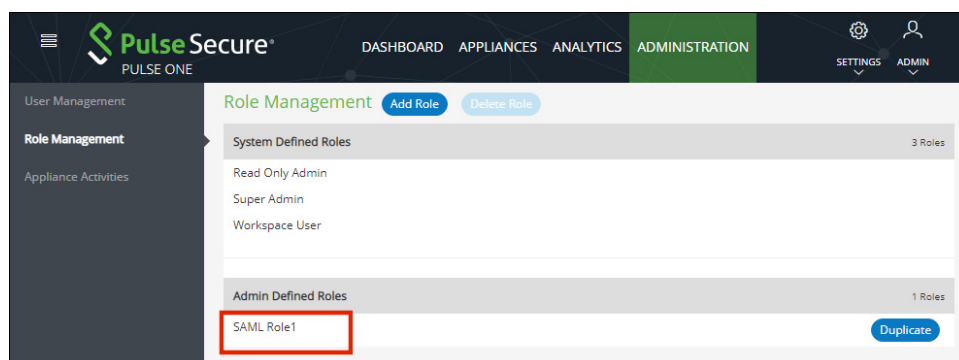 Pulse Secure®
PULSE ONE
DASHBOARD APPLIANCES ANALYTICS ADMINISTRATION
SETTINGS ADMIN
User Management
Role Management
Appliance Activities
Role Management Add Role Delete Role
System Defined Roles 3 Roles
Read Only Admin
Super Admin
Workspace User
Admin Defined Roles 1 Roles
SAML Role1 Duplicate